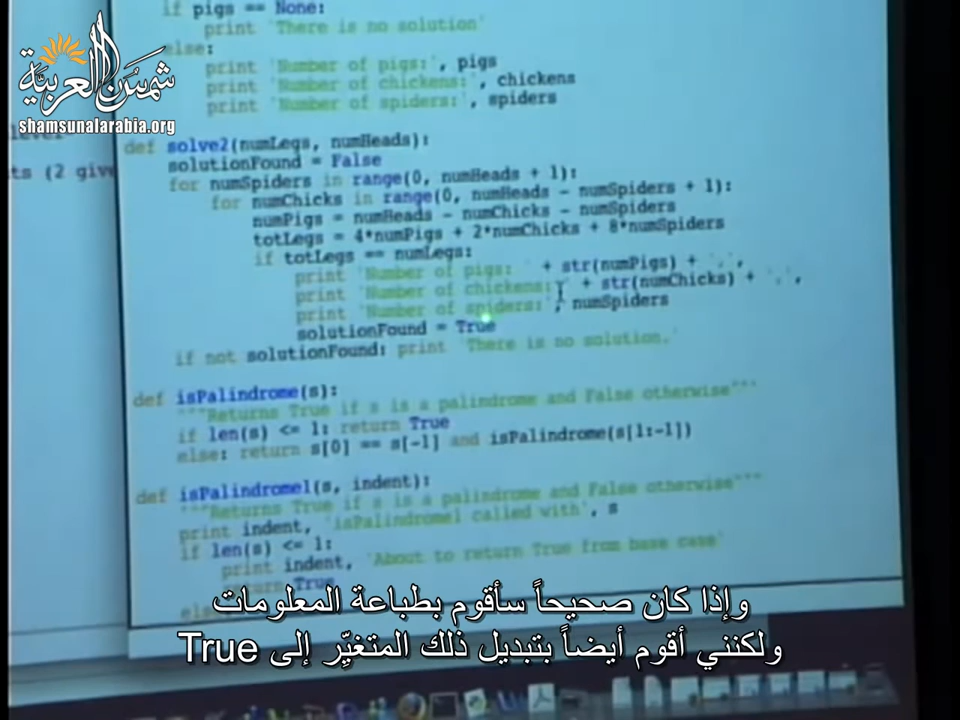 if pigs == None:
print 'There is no solution'
else:
print 'Number of pigs:', pigs
print 'Number of chickens:', chickens
print 'Number of spiders:', spiders
شمس العربية
shamsunalarabia.org
ts (2 give
def solve2(numLegs, numHeads):
solutionFound = False
for numSpiders in range(0, numHeads + 1):
for numChicks in range(0, numHeads - numSpiders + 1):
numPigs = numHeads - numChicks - numSpiders
totLegs = 4*numPigs + 2*numChicks + 8*numSpiders
if totLegs == numLegs:
print 'Number of pigs: ' + str(numPigs) + ',',
print 'Number of chickens: ' + str(numChicks) + ',',
print 'Number of spiders:', numSpiders
solutionFound = True
if not solutionFound: print 'There is no solution.'
def isPalindrome(s):
"""Returns True if s is a palindrome and False otherwise"""
if len(s) <= 1: return True
else: return s[0] == s[-1] and isPalindrome(s[1:-1])
def isPalindrome1(s, indent):
"""Returns True if s is a palindrome and False otherwise"""
print indent, 'isPalindrome1 called with', s
if len(s) <= 1:
print indent, 'About to return True from base case'
return True
وإذا كان صحيحاً سأقوم بطباعة المعلومات
ولكنني أقوم أيضاً بتبديل ذلك المتغيِّر إلى True